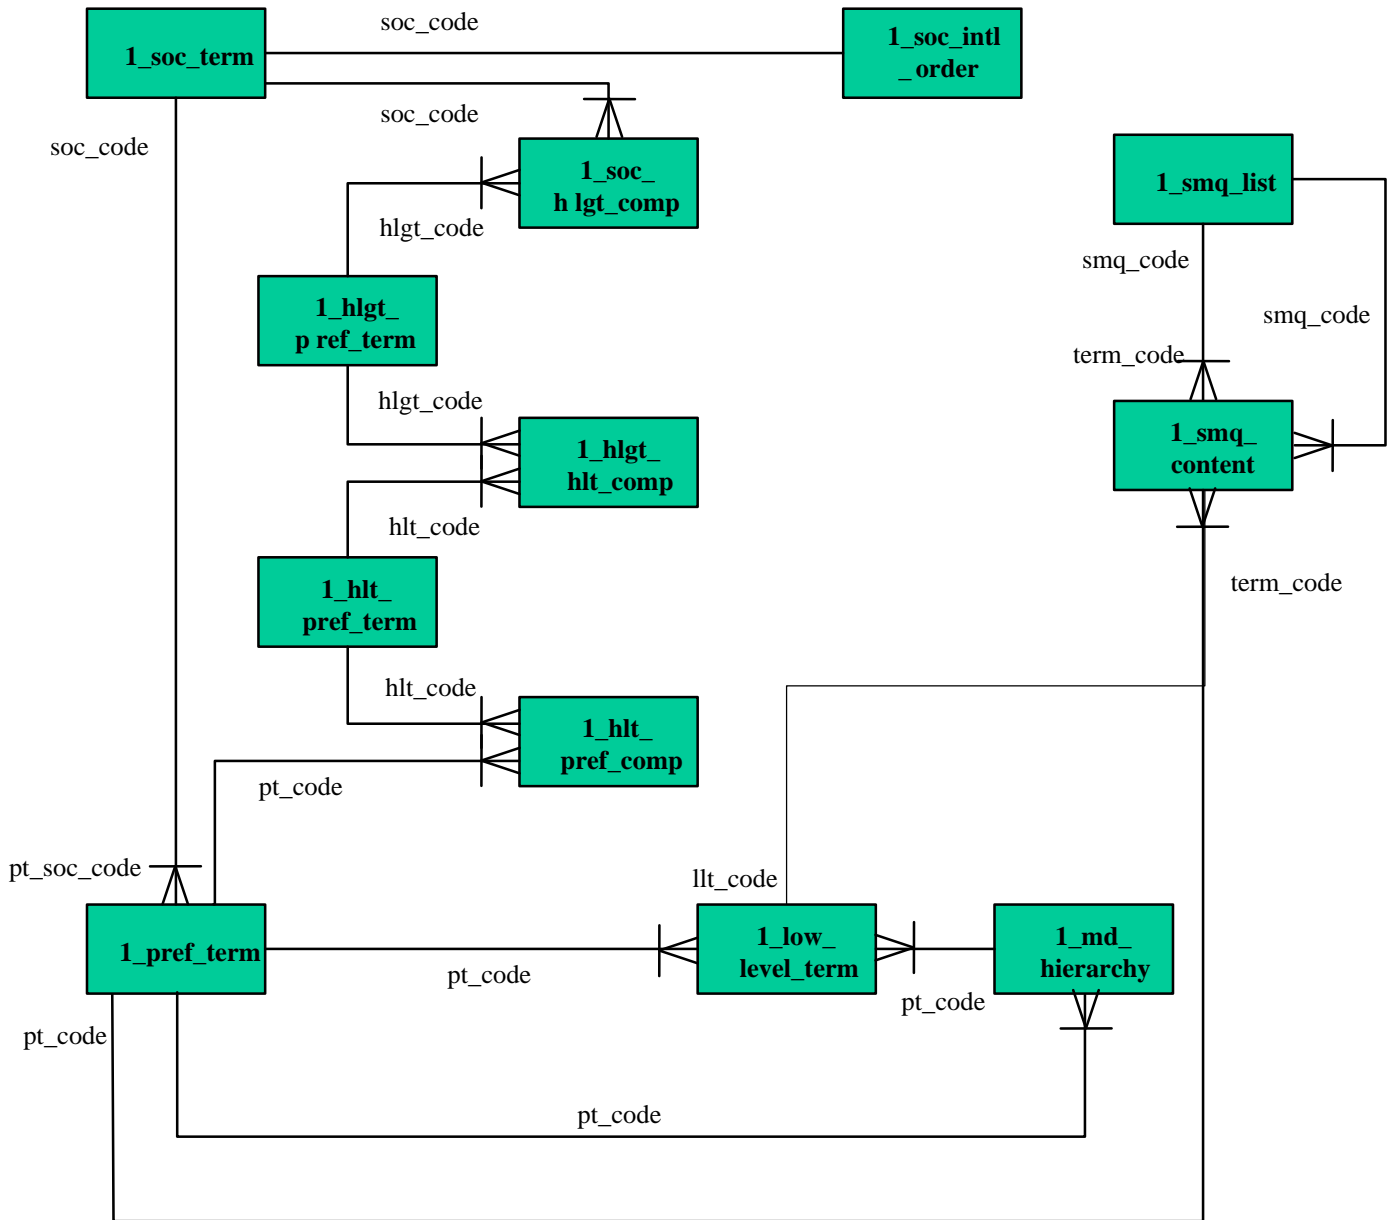 soc_code
1_soc_term
1_soc_intl
_ order
soc_code
soc_code
1_soc_
h lgt_comp
1_smq_list
hlgt_code
smq_code
1_hlgt_
p ref_term
smq_code
term_code
hlgt_code
1_hlgt_
hlt_comp
1_smq_
content
hlt_code
1_hlt_
pref_term
term_code
hlt_code
1_hlt_
pref_comp
pt_code
pt_soc_code
llt_code
1_pref_term
1_low_
level_term
1_md_
hierarchy
pt_code
pt_code
pt_code
pt_code